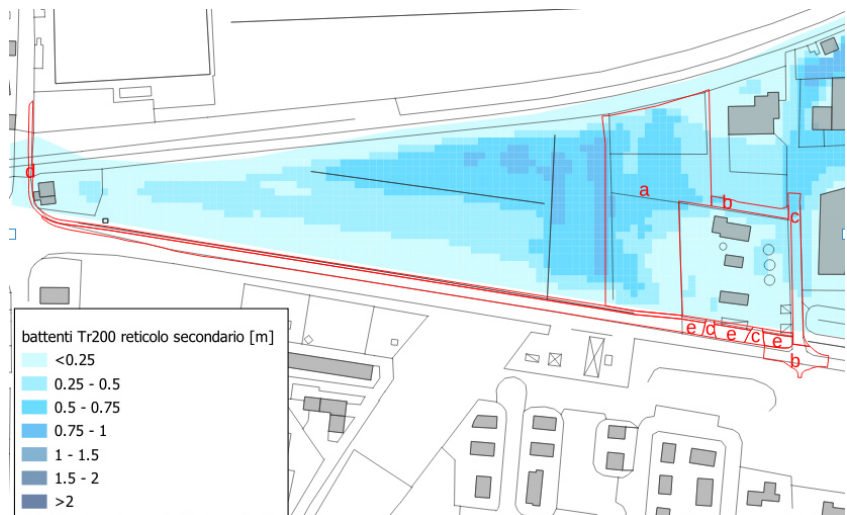 d
a
b
c
e / d e / c e
b
battenti Tr200 reticolo secondario [m]
<0.25
0.25 - 0.5
0.5 - 0.75
0.75 - 1
1 - 1.5
1.5 - 2
>2